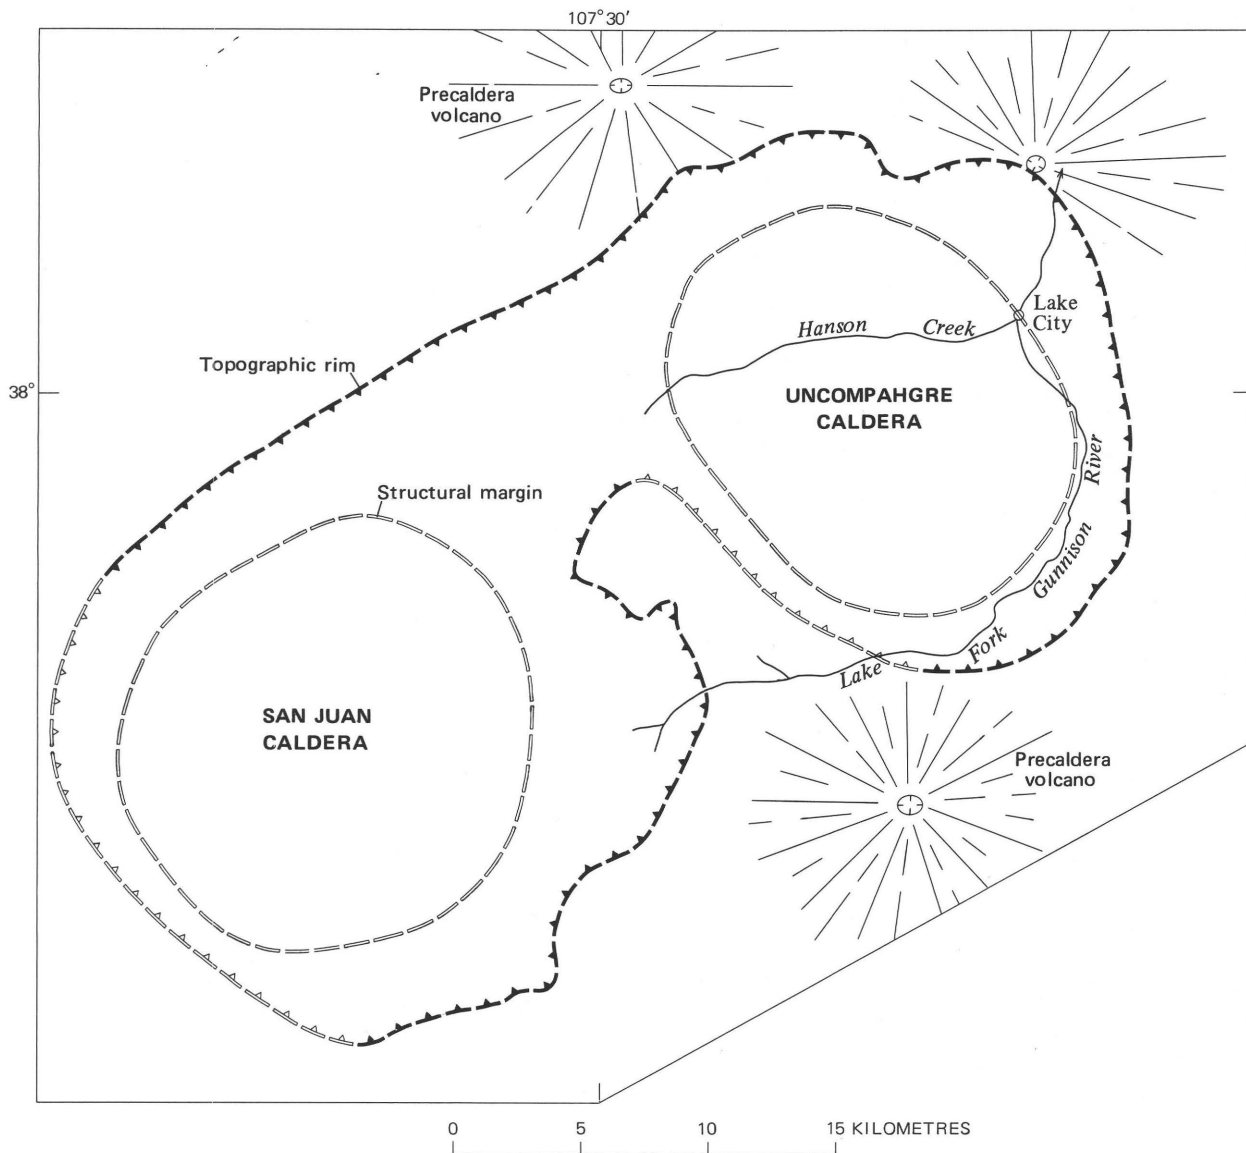 107°30′
Precaldera
volcano
Lake
City
Hanson Creek
Topographic rim
38°
UNCOMPAHGRE
CALDERA
River
Structural margin
Gunnison
Fork
Lake
SAN JUAN
CALDERA
Precaldera
volcano
0 5 10 15 KILOMETRES